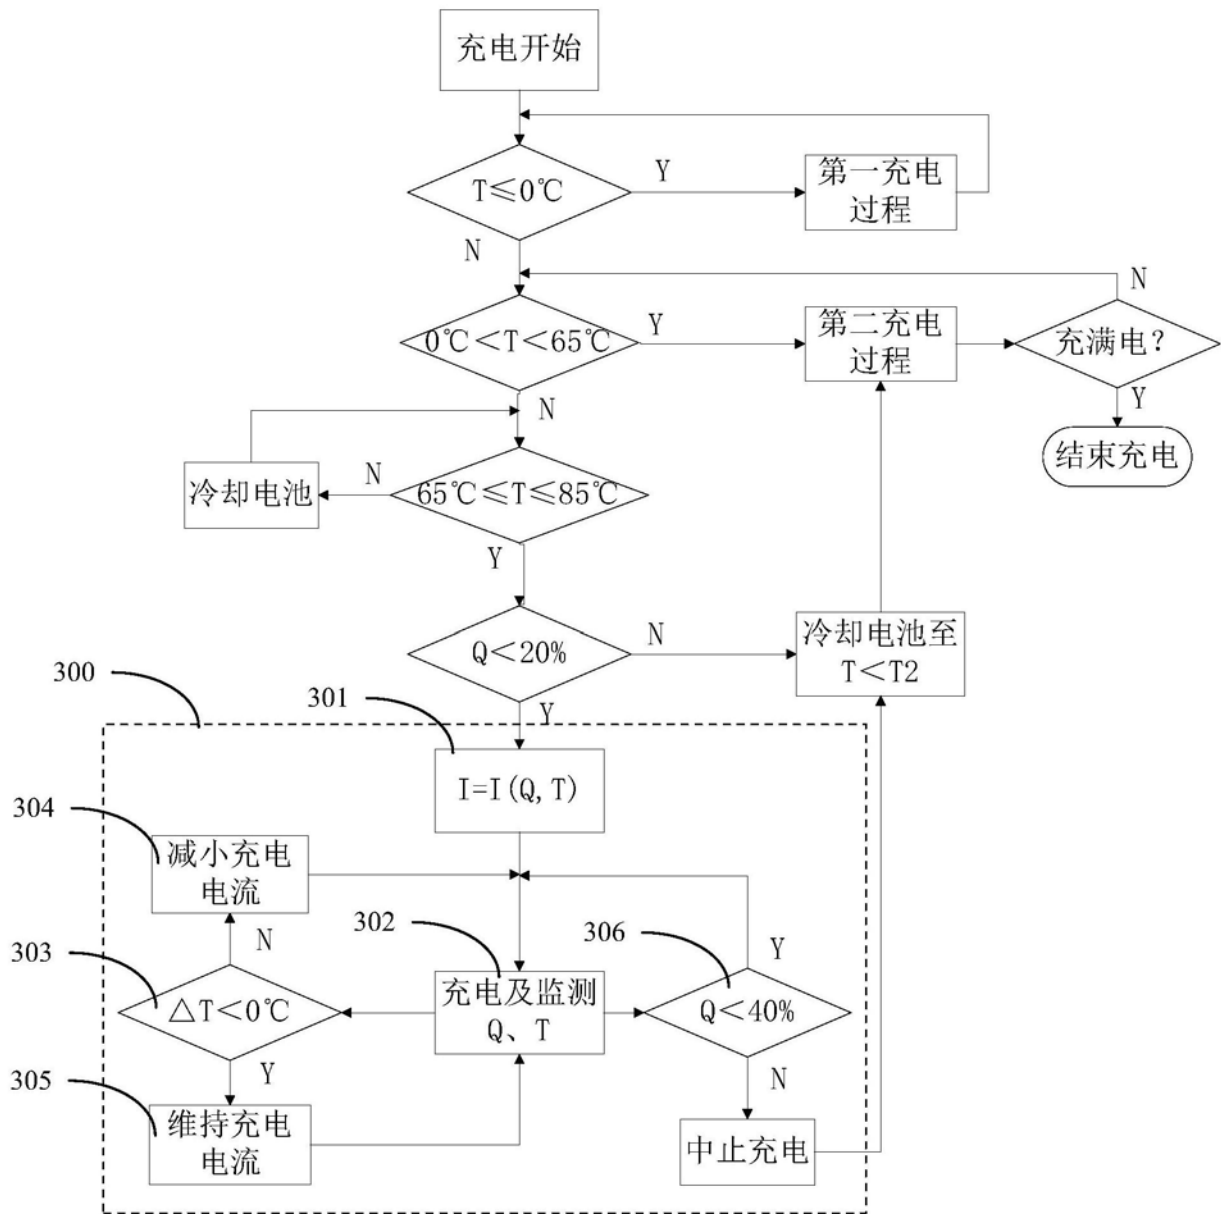 充电开始
T≤0℃
Y
第一充电
过程
N
0℃<T<65℃
Y
第二充电
过程
N
充满电?
Y
结束充电
N
65℃≤T≤85℃
N
冷却电池
Y
Q<20%
N
冷却电池至
T<T2
Y
300
301
I=I(Q,T)
304
减小充电
电流
N
303
△T<0℃
302
充电及监测
Q、T
306
Y
Q<40%
Y
305
维持充电
电流
N
中止充电